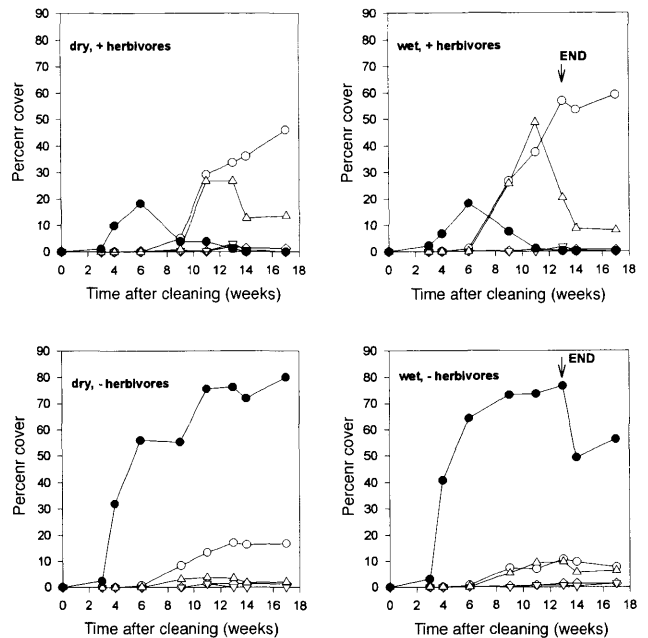 90 80 70 60 50 40 30 20 10 0
Percenr cover
dry, + herbivores
0 2 4 6 8 10 12 14 16 18
Time after cleaning (weeks)
90 80 70 60 50 40 30 20 10 0
Percenr cover
wet, + herbivores
END
0 2 4 6 8 10 12 14 16 18
Time after cleaning (weeks)
90 80 70 60 50 40 30 20 10 0
Percenr cover
dry, - herbivores
0 2 4 6 8 10 12 14 16 18
Time after cleaning (weeks)
90 80 70 60 50 40 30 20 10 0
Percenr cover
wet, - herbivores
END
0 2 4 6 8 10 12 14 16 18
Time after cleaning (weeks)